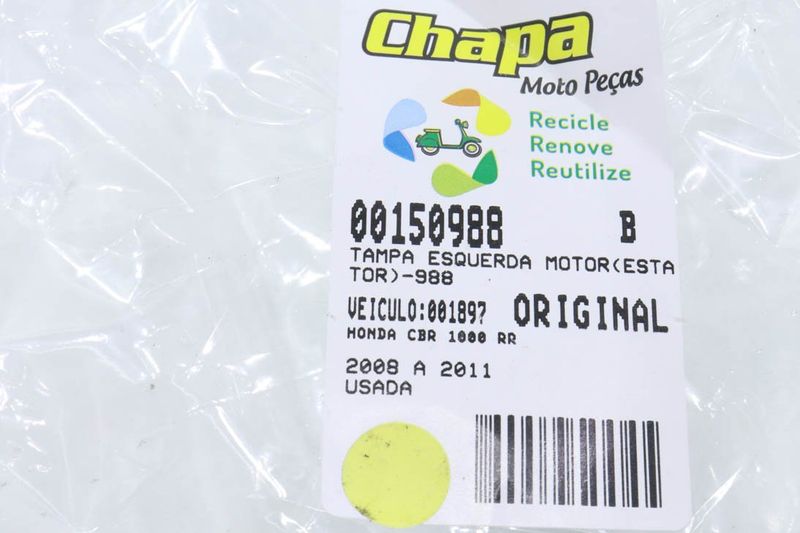 Chapa
Moto Peças
Recicle
Renove
Reutilize
00150988 B
TAMPA ESQUERDA MOTOR(ESTA
TOR)-988
VEICULO:001897 ORIGINAL
HONDA CBR 1000 RR
2008 A 2011
USADA